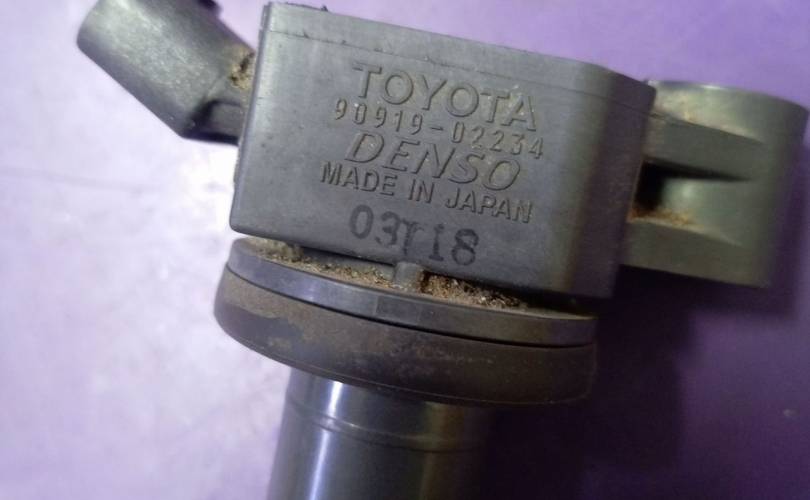 TOYOTA
90919-02234
DENSO
MADE IN JAPAN
03T18